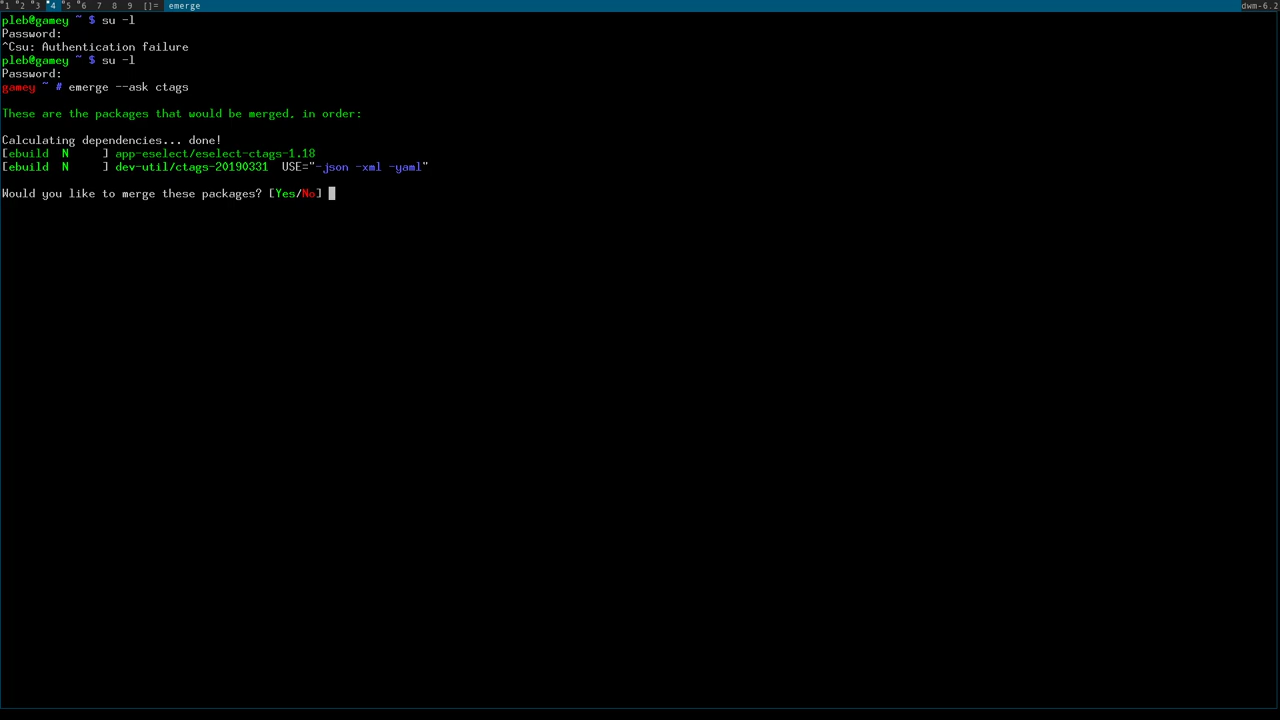 1 2 3 4 5 6 7 8 9 []= emerge dwm-6.2
pleb@gamey ~ $ su -l
Password:
^Csu: Authentication failure
pleb@gamey ~ $ su -l
Password:
gamey ~ # emerge --ask ctags
These are the packages that would be merged, in order:
Calculating dependencies... done!
[ebuild  N     ] app-eselect/eselect-ctags-1.18
[ebuild  N     ] dev-util/ctags-20190331  USE="-json -xml -yaml"
Would you like to merge these packages? [Yes/No]